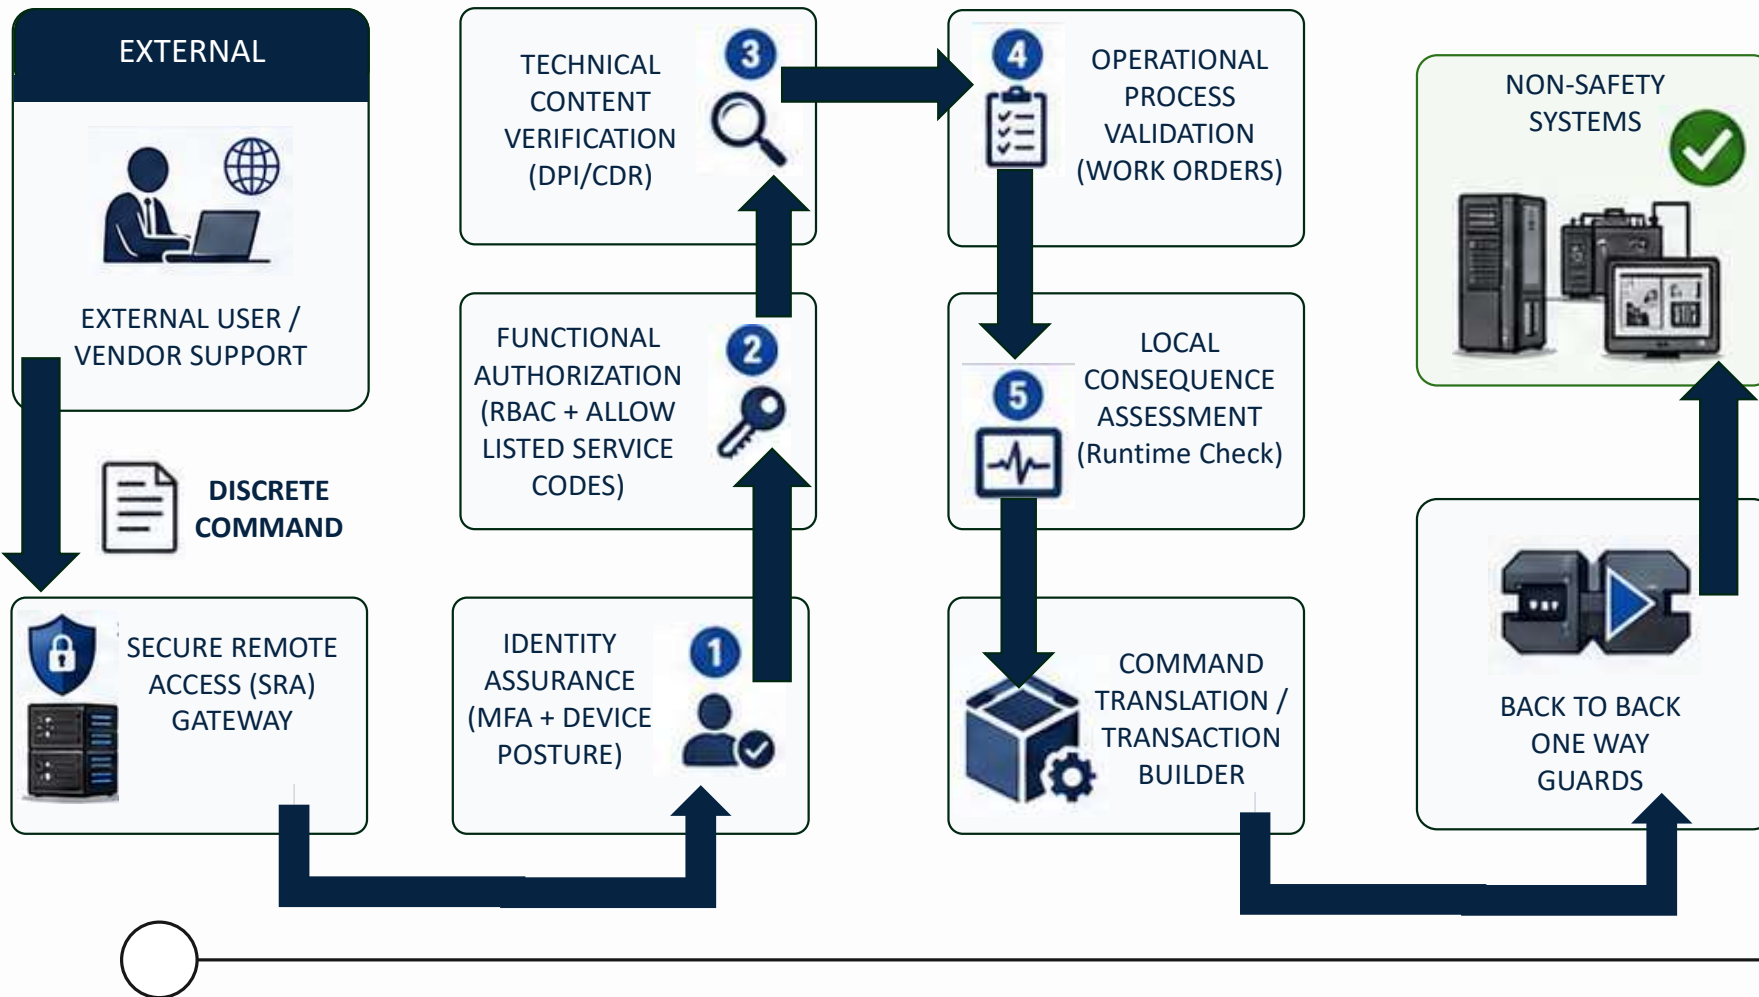 EXTERNAL
EXTERNAL USER /
VENDOR SUPPORT
DISCRETE
COMMAND
SECURE REMOTE
ACCESS (SRA)
GATEWAY
1
IDENTITY
ASSURANCE
(MFA + DEVICE
POSTURE)
2
FUNCTIONAL
AUTHORIZATION
(RBAC + ALLOW
LISTED SERVICE
CODES)
3
TECHNICAL
CONTENT
VERIFICATION
(DPI/CDR)
4
OPERATIONAL
PROCESS
VALIDATION
(WORK ORDERS)
5
LOCAL
CONSEQUENCE
ASSESSMENT
(Runtime Check)
COMMAND
TRANSLATION /
TRANSACTION
BUILDER
BACK TO BACK
ONE WAY
GUARDS
NON-SAFETY
SYSTEMS